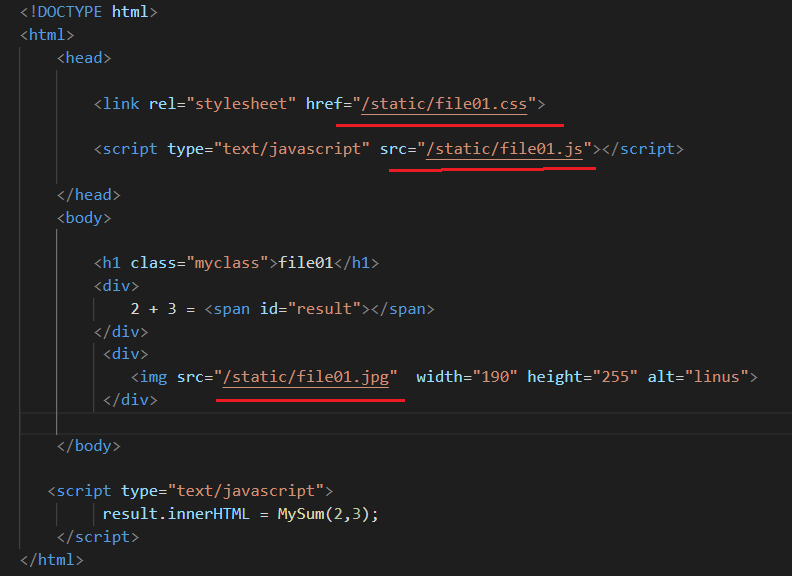 <!DOCTYPE html>
<html>
<head>
<link rel="stylesheet" href="/static/file01.css">
<script type="text/javascript" src="/static/file01.js"></script>
</head>
<body>
<h1 class="myclass">file01</h1>
<div>
2 + 3 = <span id="result"></span>
</div>
<div>
<img src="/static/file01.jpg"  width="190" height="255" alt="linus">
</div>
</body>
<script type="text/javascript">
result.innerHTML = MySum(2,3);
</script>
</html>